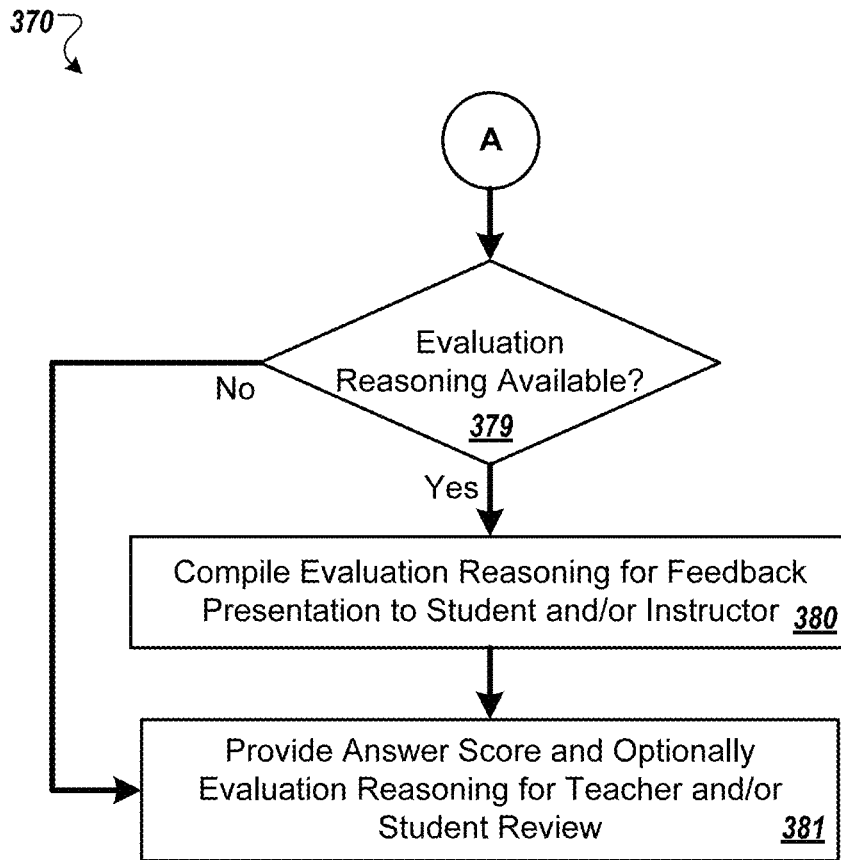 370
A
Evaluation
Reasoning Available?
379
No
Yes
Compile Evaluation Reasoning for Feedback
Presentation to Student and/or Instructor 380
Provide Answer Score and Optionally
Evaluation Reasoning for Teacher and/or
Student Review 381